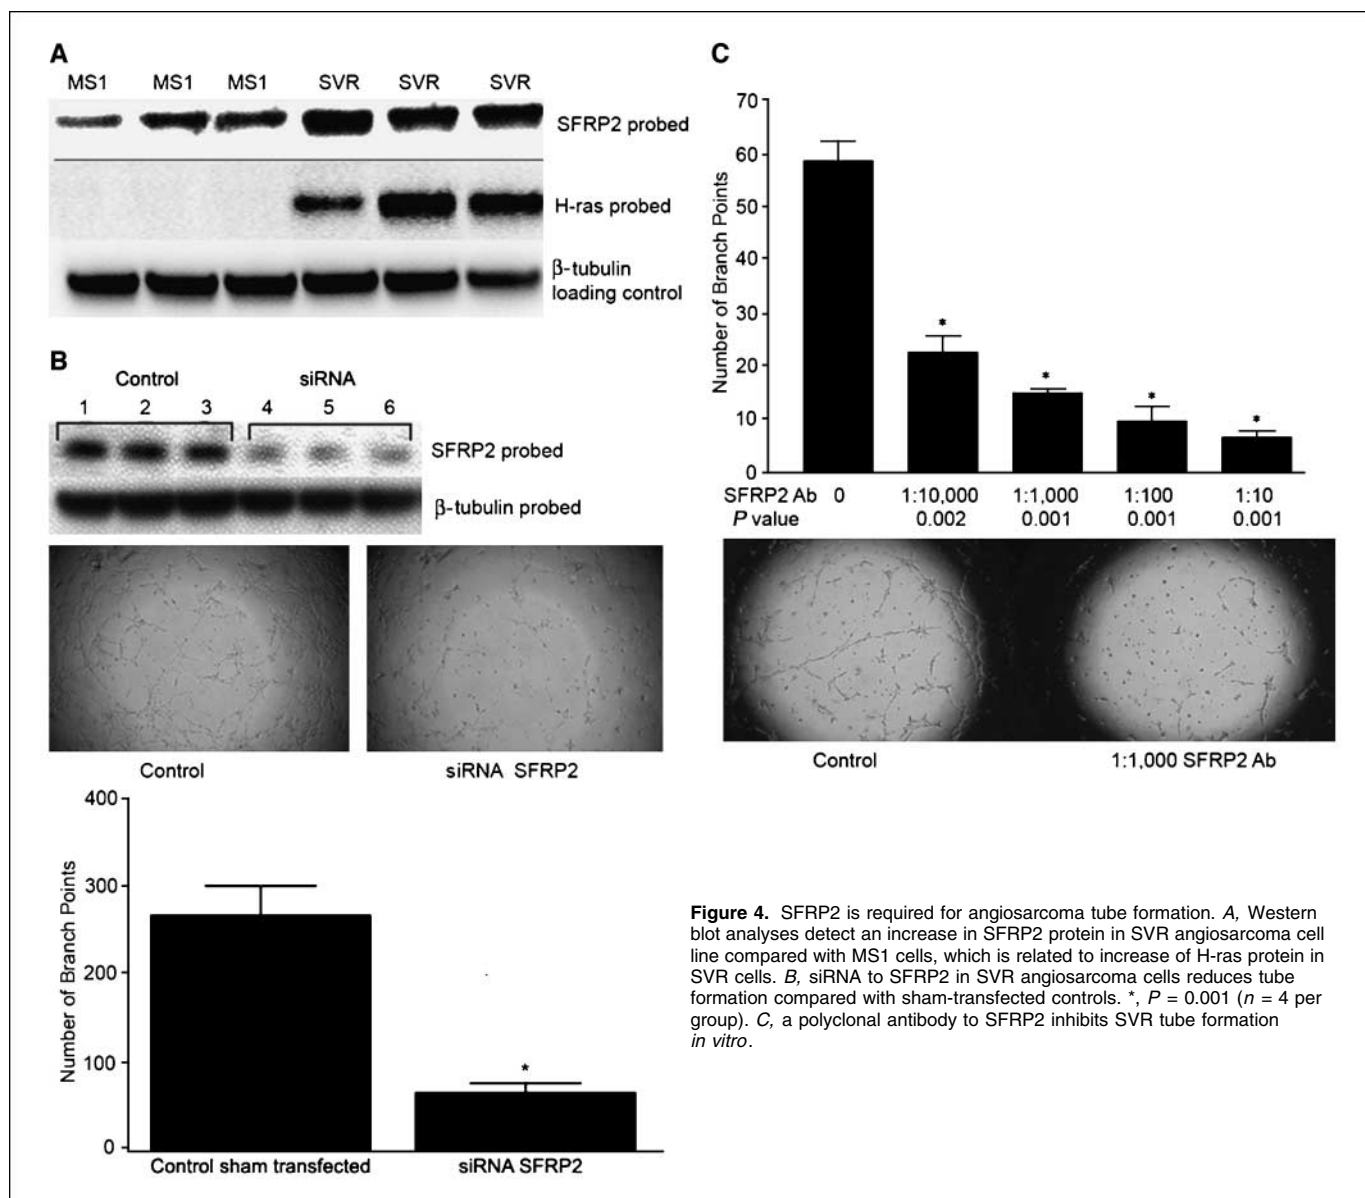 A
MS1 MS1 MS1 SVR SVR SVR
SFRP2 probed
H-ras probed
β-tubulin
loading control
B
Control siRNA
1 2 3 4 5 6
SFRP2 probed
β-tubulin probed
Control siRNA SFRP2
Number of Branch Points
400
300
200
100
0
*
Control sham transfected siRNA SFRP2
C
Number of Branch Points
70
60
50
40
30
20
10
0
* * * *
SFRP2 Ab 0 1:10,000 1:1,000 1:100 1:10
P value 0.002 0.001 0.001 0.001
Control 1:1,000 SFRP2 Ab
Figure 4. SFRP2 is required for angiosarcoma tube formation. A, Western
blot analyses detect an increase in SFRP2 protein in SVR angiosarcoma cell
line compared with MS1 cells, which is related to increase of H-ras protein in
SVR cells. B, siRNA to SFRP2 in SVR angiosarcoma cells reduces tube
formation compared with sham-transfected controls. *, P = 0.001 (n = 4 per
group). C, a polyclonal antibody to SFRP2 inhibits SVR tube formation
in vitro.